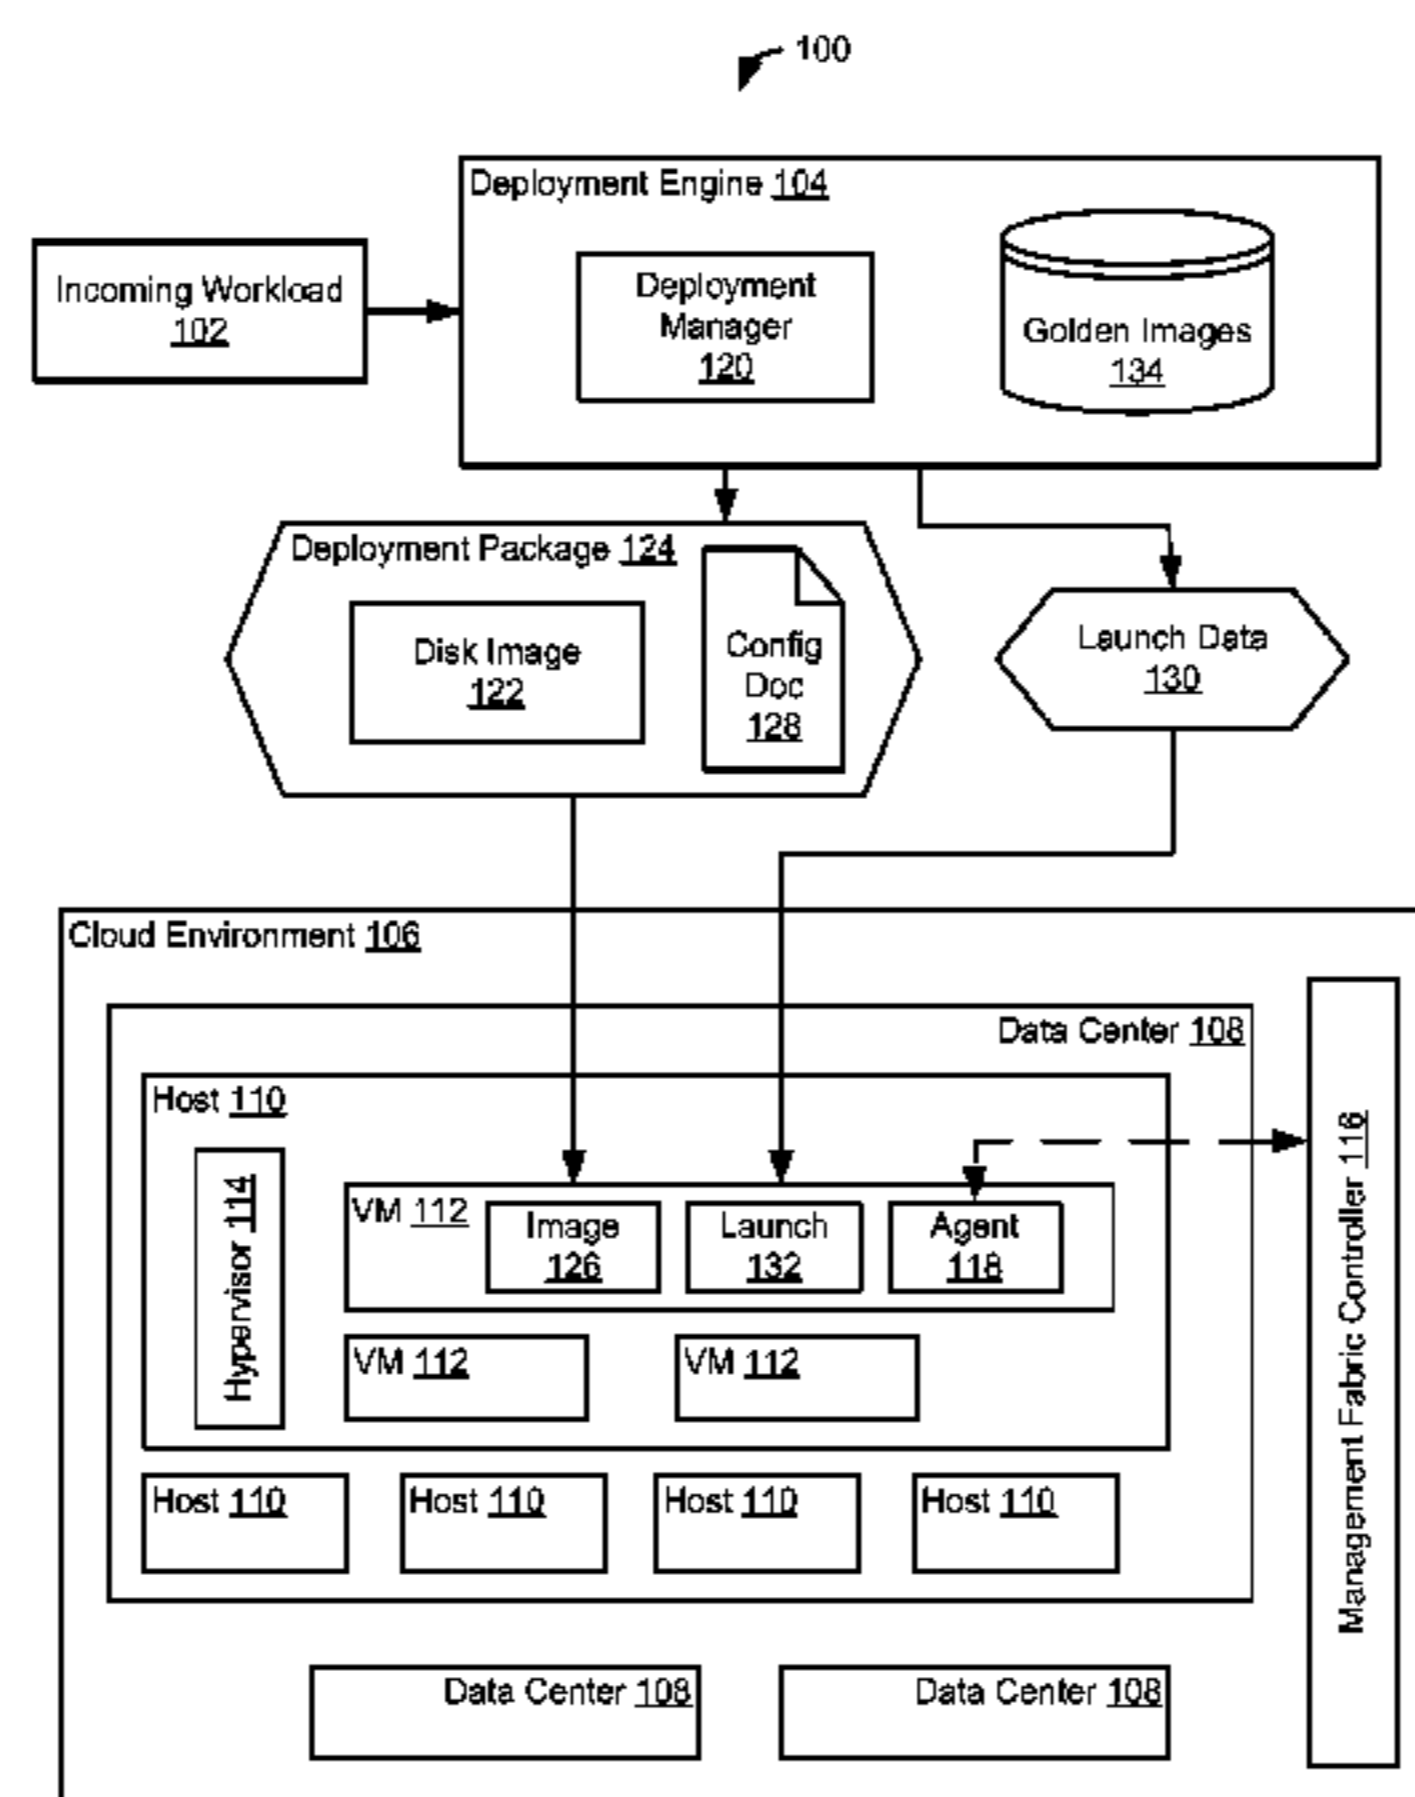 100
Deployment Engine 104
Incoming Workload
102
Deployment
Manager
120
Golden Images
134
Deployment Package 124
Disk Image
122
Config
Doc
128
Launch Data
130
Cloud Environment 106
Data Center 108
Host 110
Hypervisor 114
VM 112
Image
126
Launch
132
Agent
118
VM 112
VM 112
Management Fabric Controller 116
Host 110
Host 110
Host 110
Host 110
Data Center 108
Data Center 108